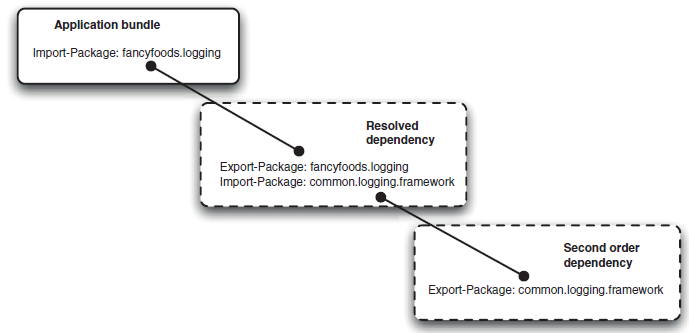 Application bundle
Import-Package: fancyfoods.logging
Resolved
dependency
Export-Package: fancyfoods.logging
Import-Package: common.logging.framework
Second order
dependency
Export-Package: common.logging.framework